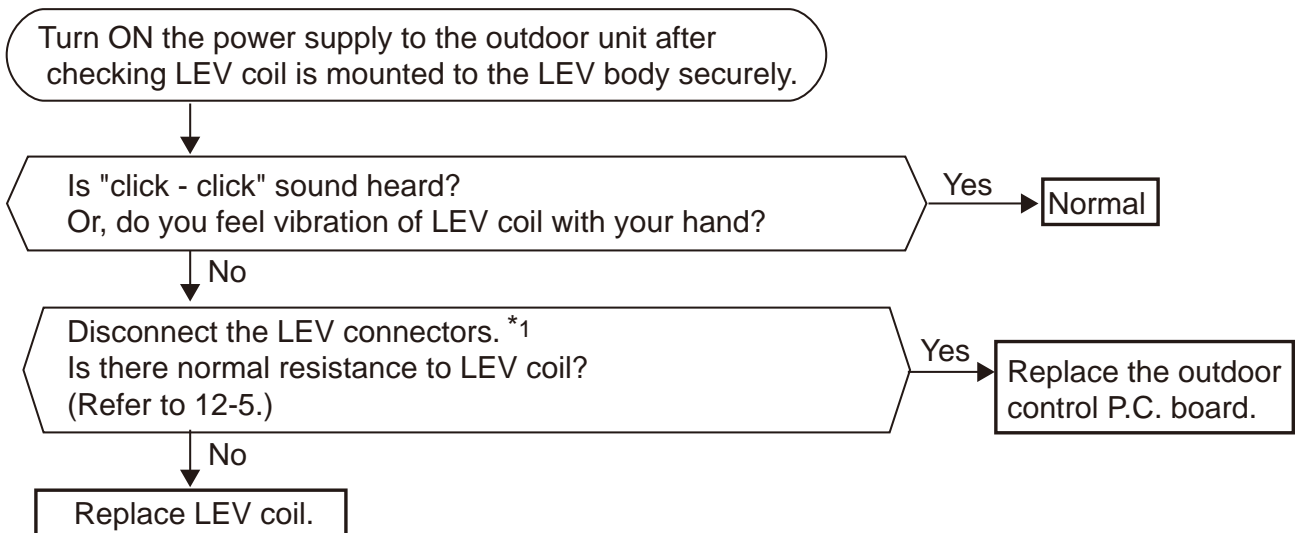 Turn ON the power supply to the outdoor unit after
checking LEV coil is mounted to the LEV body securely.
Is "click - click" sound heard?
Or, do you feel vibration of LEV coil with your hand?
Yes
Normal
No
Disconnect the LEV connectors. *1
Is there normal resistance to LEV coil?
(Refer to 12-5.)
Yes
Replace the outdoor
control P.C. board.
No
Replace LEV coil.